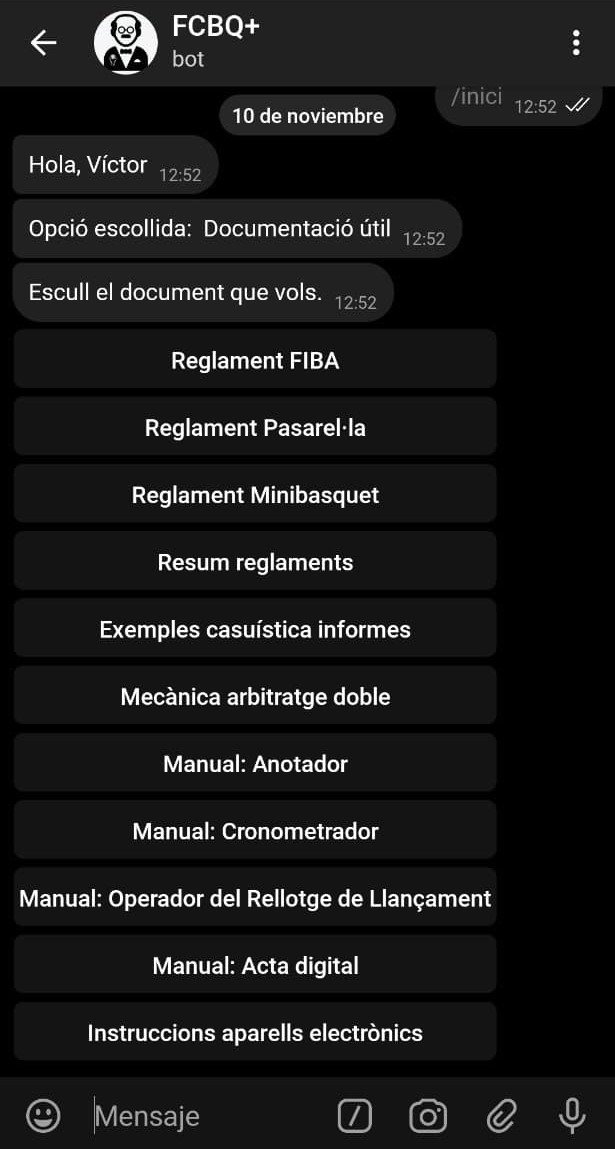 FCBQ+
bot
/inici 12:52
10 de noviembre
Hola, Víctor 12:52
Opció escollida: Documentació útil 12:52
Escull el document que vols. 12:52
Reglament FIBA
Reglament Pasarel·la
Reglament Minibasquet
Resum reglaments
Exemples casuística informes
Mecànica arbitratge doble
Manual: Anotador
Manual: Cronometrador
Manual: Operador del Rellotge de Llançament
Manual: Acta digital
Instruccions aparells electrònics
Mensaje